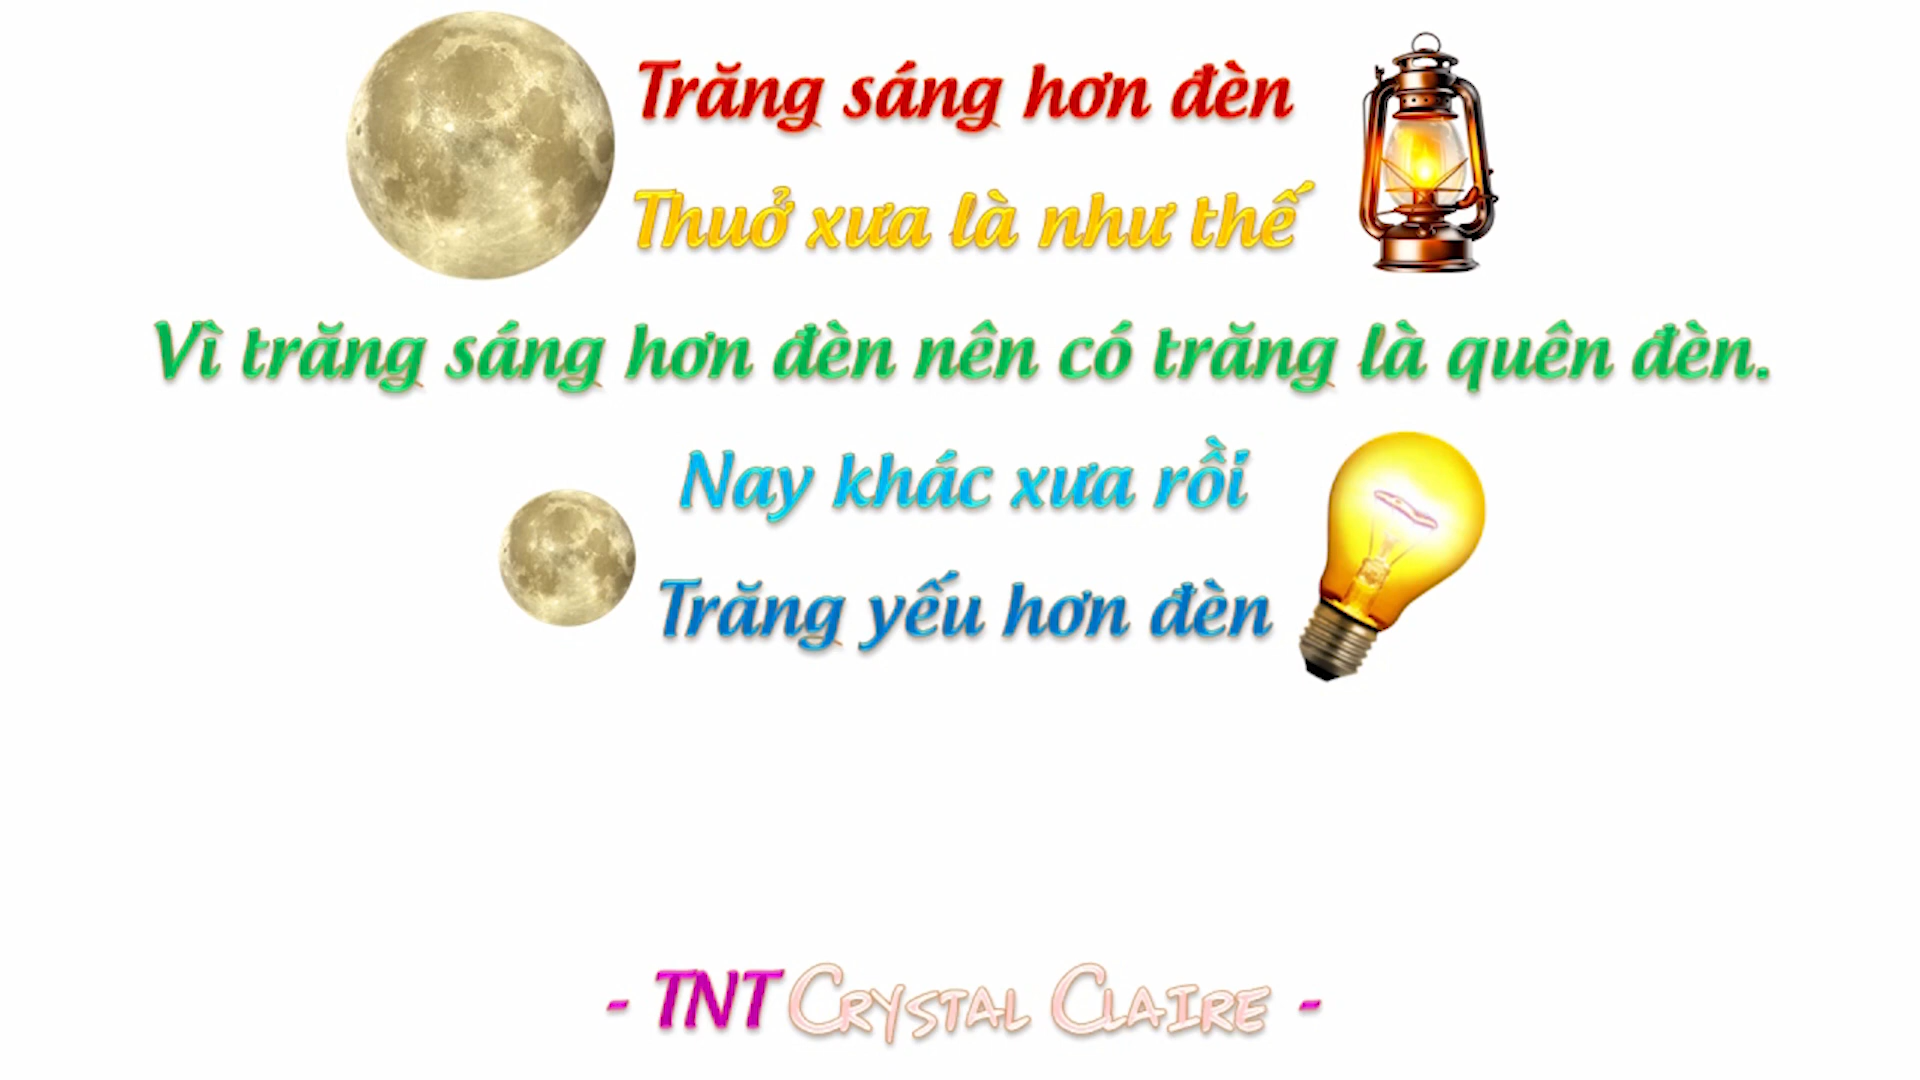 Trăng sáng hơn đèn
Thuở xưa là như thế
Vì trăng sáng hơn đèn nên có trăng là quên đèn.
Nay khác xưa rồi
Trăng yếu hơn đèn
- TNT CRYSTAL CLAIRE -